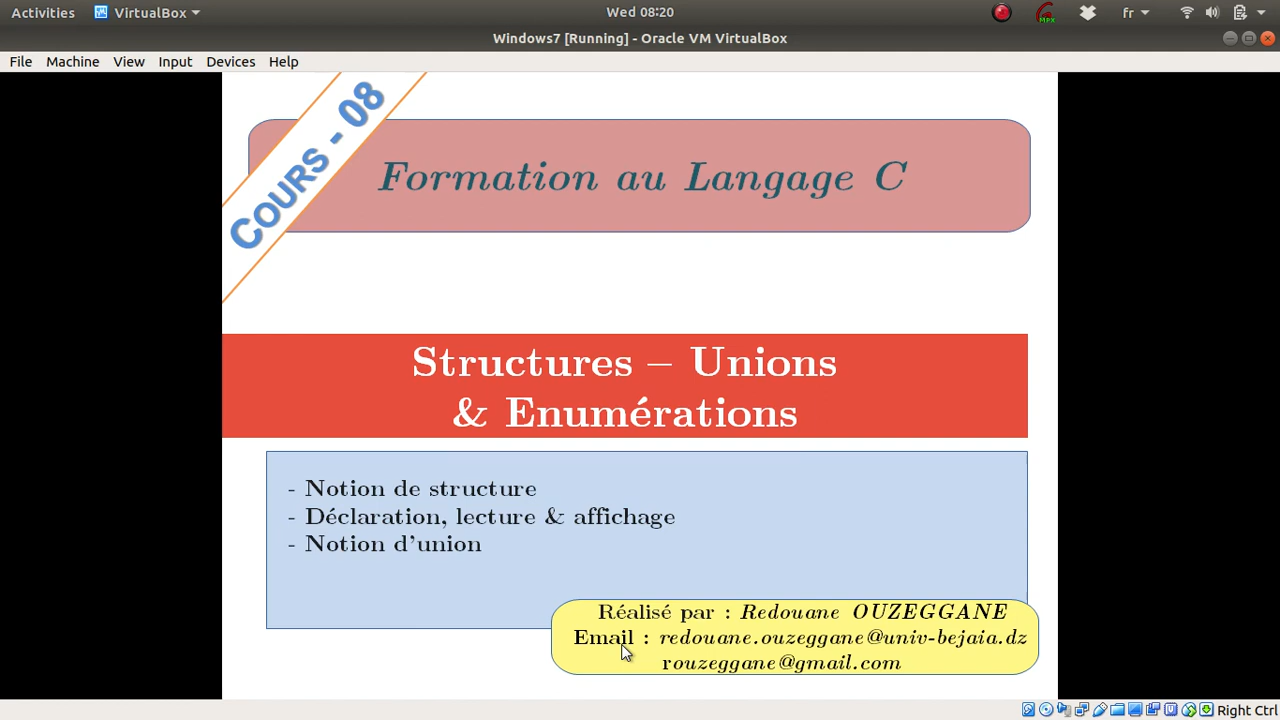 Activities VirtualBox Wed 08:20 fr
Windows7 [Running] - Oracle VM VirtualBox
File Machine View Input Devices Help
COURS - 08
Formation au Langage C
Structures – Unions
& Enumérations
- Notion de structure
- Déclaration, lecture & affichage
- Notion d'union
Réalisé par : Redouane OUZEGGANE
Email : redouane.ouzeggane@univ-bejaia.dz
rouzeggane@gmail.com
Right Ctrl